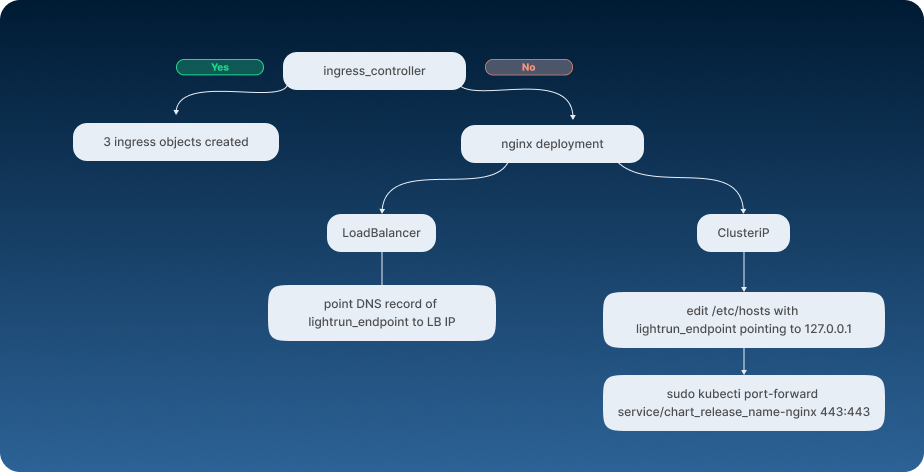 Yes
ingress_controller
No
3 ingress objects created
nginx deployment
LoadBalancer
ClusteriP
point DNS record of
lightrun_endpoint to LB IP
edit /etc/hosts with
lightrun_endpoint pointing to 127.0.0.1
sudo kubecti port-forward
service/chart_release_name-nginx 443:443